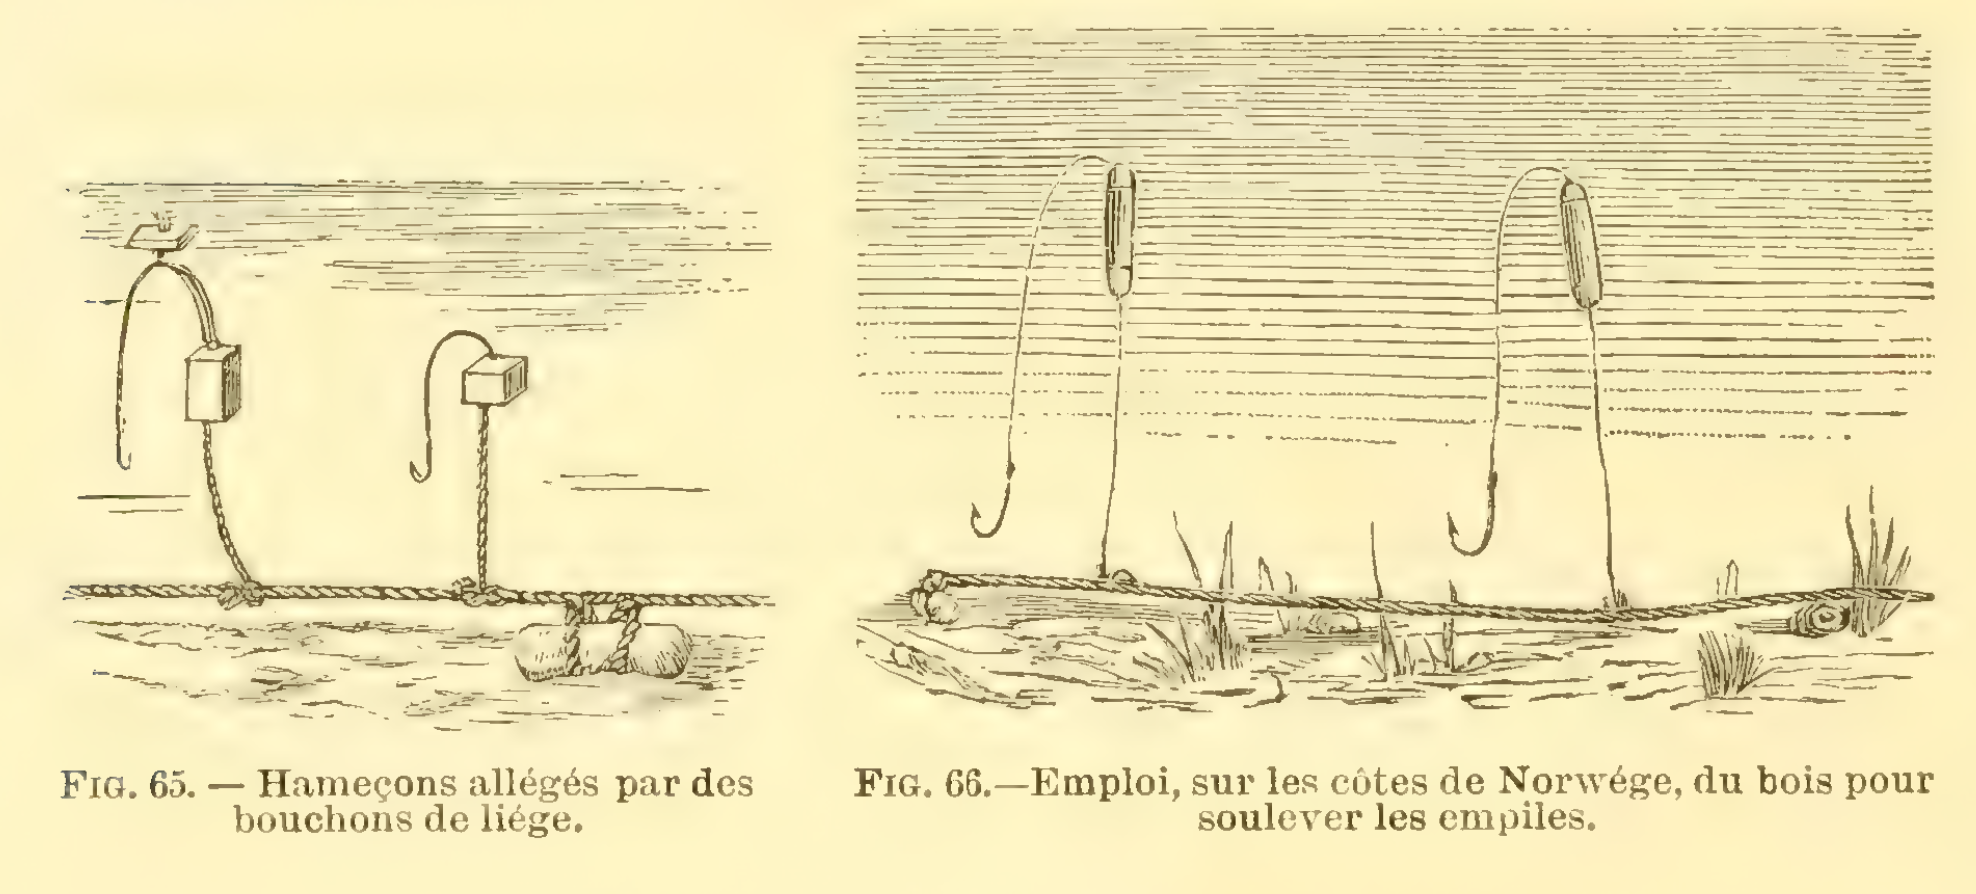 FIG. 65. — Hameçons allégés par des
bouchons de liége.
FIG. 66.—Emploi, sur les côtes de Norwége, du bois pour
soulever les empiles.